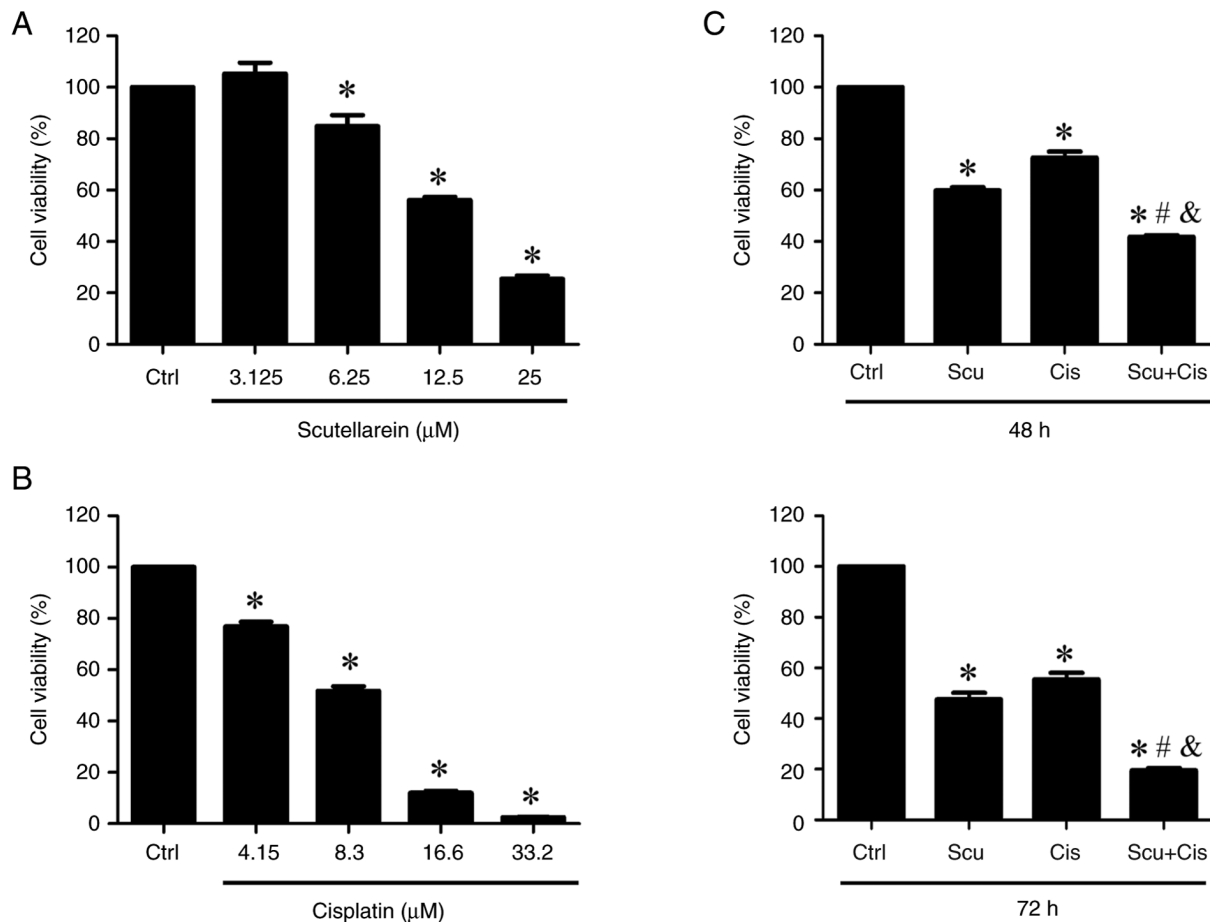 A
Cell viability (%)
120
100
80
60
40
20
0
*
*
*
Ctrl 3.125 6.25 12.5 25
Scutellarein (μM)
B
Cell viability (%)
120
100
80
60
40
20
0
*
*
*
*
Ctrl 4.15 8.3 16.6 33.2
Cisplatin (μM)
C
Cell viability (%)
120
100
80
60
40
20
0
*
*
* # &
Ctrl Scu Cis Scu+Cis
48 h
Cell viability (%)
120
100
80
60
40
20
0
*
*
* # &
Ctrl Scu Cis Scu+Cis
72 h